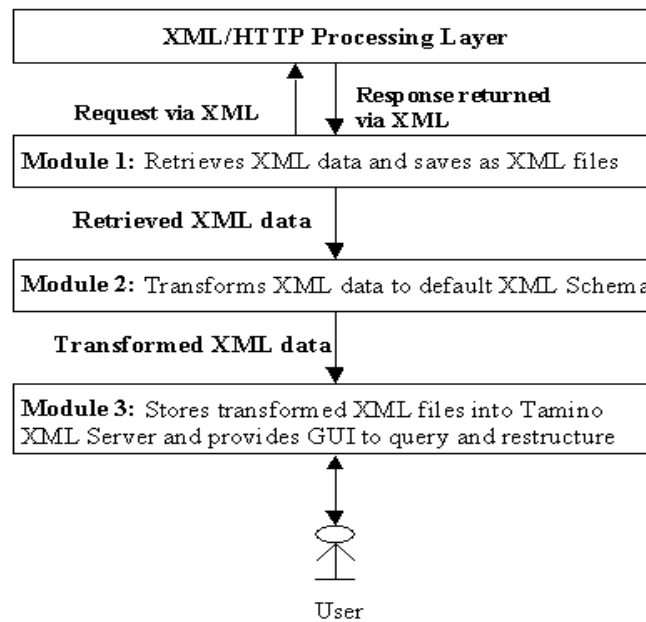 XML/HTTP Processing Layer
Request via XML
Response returned
via XML
Module 1: Retrieves XML data and saves as XML files
Retrieved XML data
Module 2: Transforms XML data to default XML Schema
Transformed XML data
Module 3: Stores transformed XML files into Tamino
XML Server and provides GUI to query and restructure
User